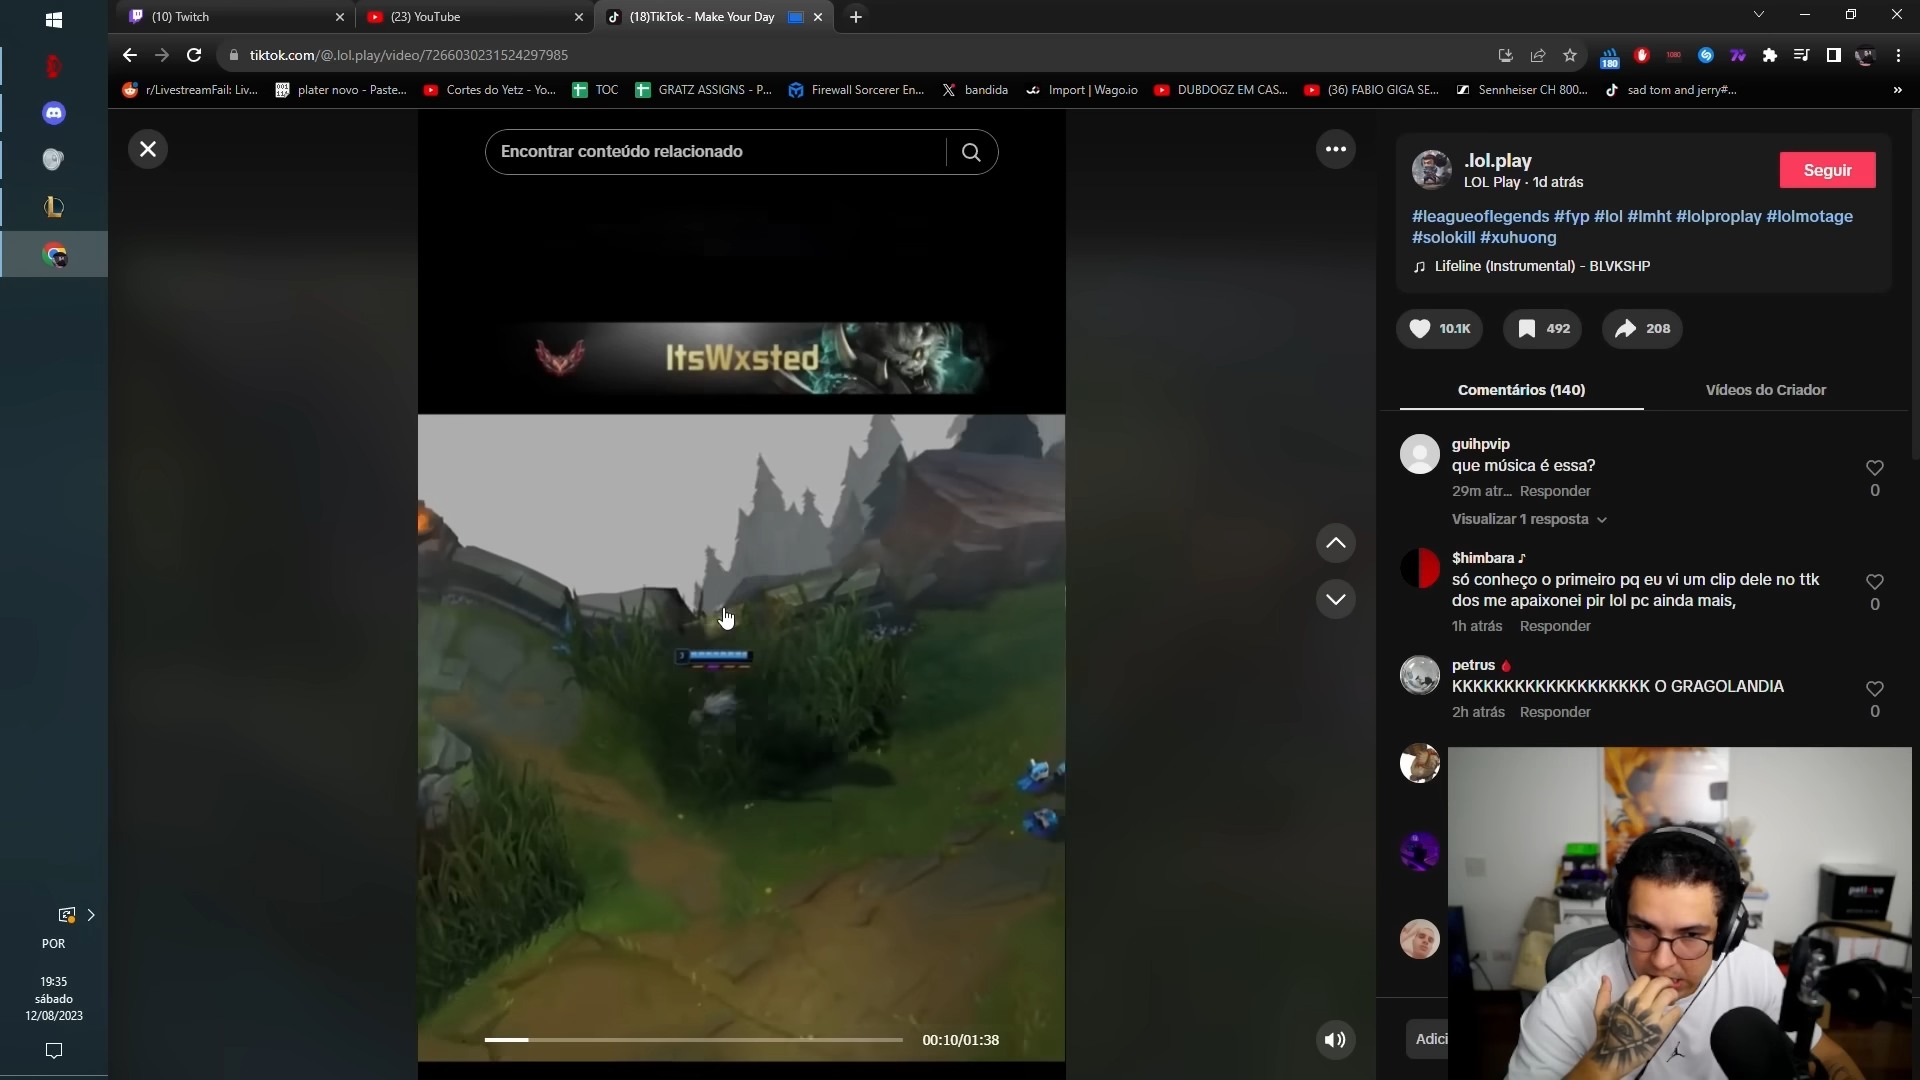 (10) Twitch
(23) YouTube
(18)TikTok - Make Your Day
tiktok.com/@.lol.play/video/7266030231524297985
180
1080
r/LivestreamFail: Liv...
plater novo - Paste...
Cortes do Yetz - Yo...
TOC
GRATZ ASSIGNS - P...
Firewall Sorcerer En...
bandida
Import | Wago.io
DUBDOGZ EM CAS...
(36) FABIO GIGA SE...
Sennheiser CH 800...
sad tom and jerry#...
»
Encontrar conteúdo relacionado
ItsWxsted
3
00:10/01:38
.lol.play
LOL Play · 1d atrás
Seguir
#leagueoflegends #fyp #lol #lmht #lolproplay #lolmotage
#solokill #xuhuong
Lifeline (Instrumental) - BLVKSHP
10.1K
492
208
Comentários (140)
Vídeos do Criador
guihpvip
que música é essa?
29m atr... Responder
0
Visualizar 1 resposta
$himbara
só conheço o primeiro pq eu vi um clip dele no ttk
dos me apaixonei pir lol pc ainda mais,
0
1h atrás Responder
petrus
KKKKKKKKKKKKKKKKKKK O GRAGOLANDIA
2h atrás Responder
0
Adici
POR
19:35
sábado
12/08/2023